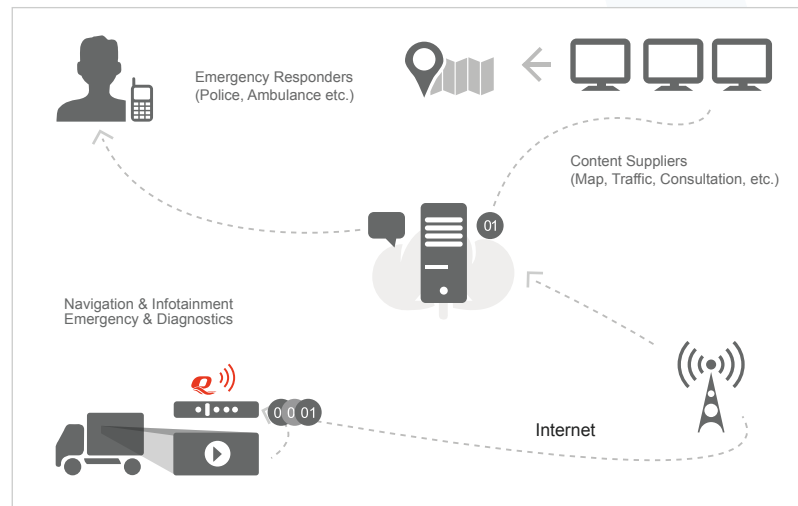 Emergency Responders
(Police, Ambulance etc.)
Content Suppliers
(Map, Traffic, Consultation, etc.)
01
Navigation & Infotainment
Emergency & Diagnostics
0 0 01
Internet